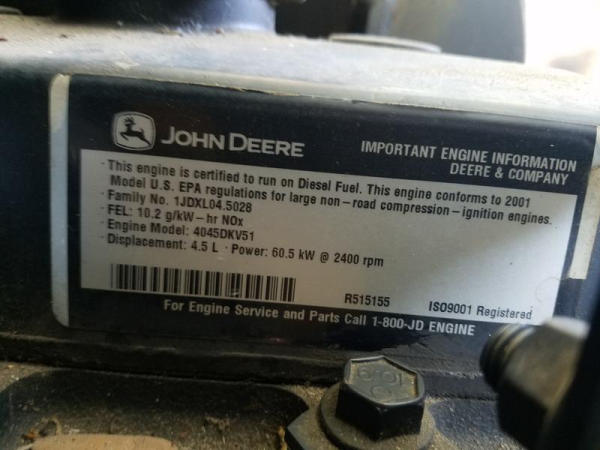 JOHN DEERE
IMPORTANT ENGINE INFORMATION
DEERE & COMPANY
· This engine is certified to run on Diesel Fuel. This engine conforms to 2001
Model U.S. EPA regulations for large non-road compression-ignition engines.
· Family No. 1JDXL04.5028
· FEL: 10.2 g/kW-hr NOx
· Engine Model: 4045DKV51
· Displacement: 4.5 L · Power: 60.5 kW @ 2400 rpm
R515155
ISO9001 Registered
For Engine Service and Parts Call 1-800-JD ENGINE
10.9